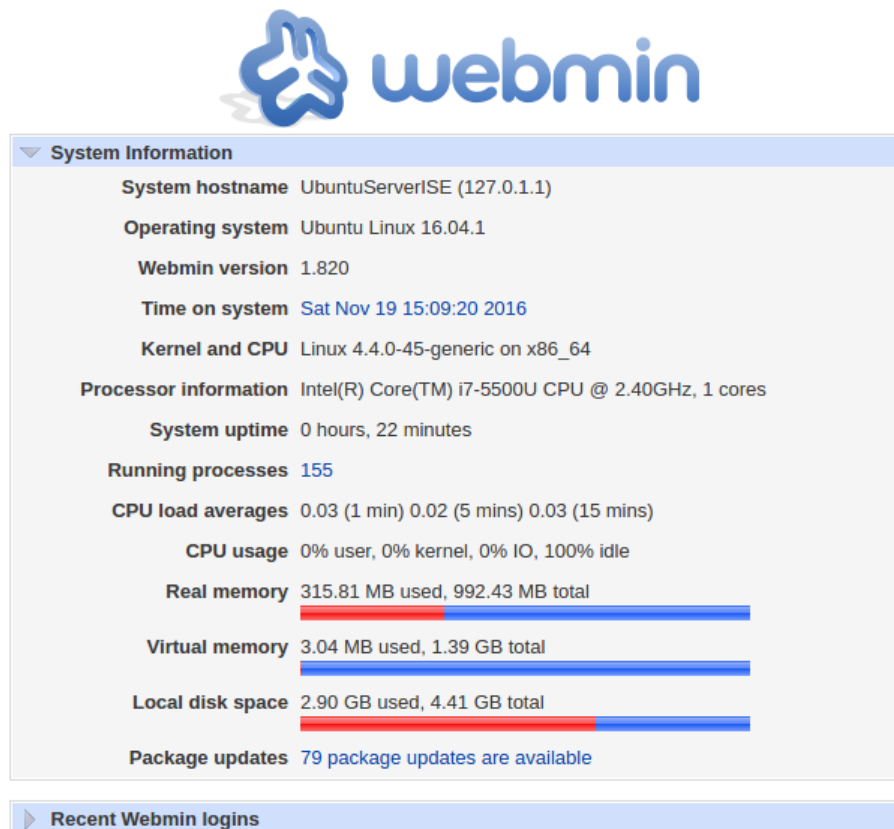 webmin
System Information
System hostname UbuntuServerISE (127.0.1.1)
Operating system Ubuntu Linux 16.04.1
Webmin version 1.820
Time on system Sat Nov 19 15:09:20 2016
Kernel and CPU Linux 4.4.0-45-generic on x86_64
Processor information Intel(R) Core(TM) i7-5500U CPU @ 2.40GHz, 1 cores
System uptime 0 hours, 22 minutes
Running processes 155
CPU load averages 0.03 (1 min) 0.02 (5 mins) 0.03 (15 mins)
CPU usage 0% user, 0% kernel, 0% IO, 100% idle
Real memory 315.81 MB used, 992.43 MB total
Virtual memory 3.04 MB used, 1.39 GB total
Local disk space 2.90 GB used, 4.41 GB total
Package updates 79 package updates are available
Recent Webmin logins